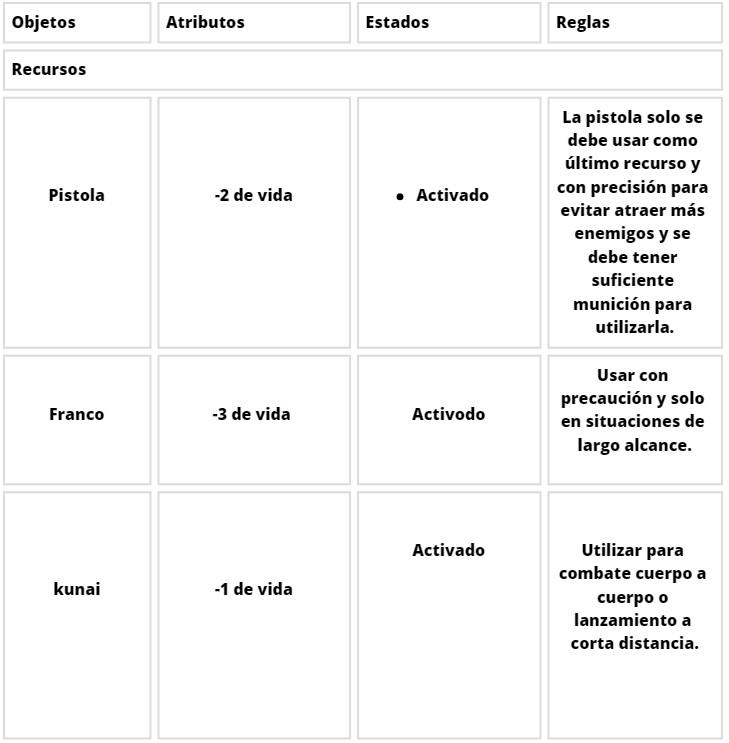 Objetos Atributos Estados Reglas
Recursos
Pistola
-2 de vida
• Activado
La pistola solo se
debe usar como
último recurso y
con precisión para
evitar atraer más
enemigos y se
debe tener
suficiente
munición para
utilizarla.
Franco
-3 de vida
Activodo
Usar con
precaución y solo
en situaciones de
largo alcance.
kunai
-1 de vida
Activado
Utilizar para
combate cuerpo a
cuerpo o
lanzamiento a
corta distancia.